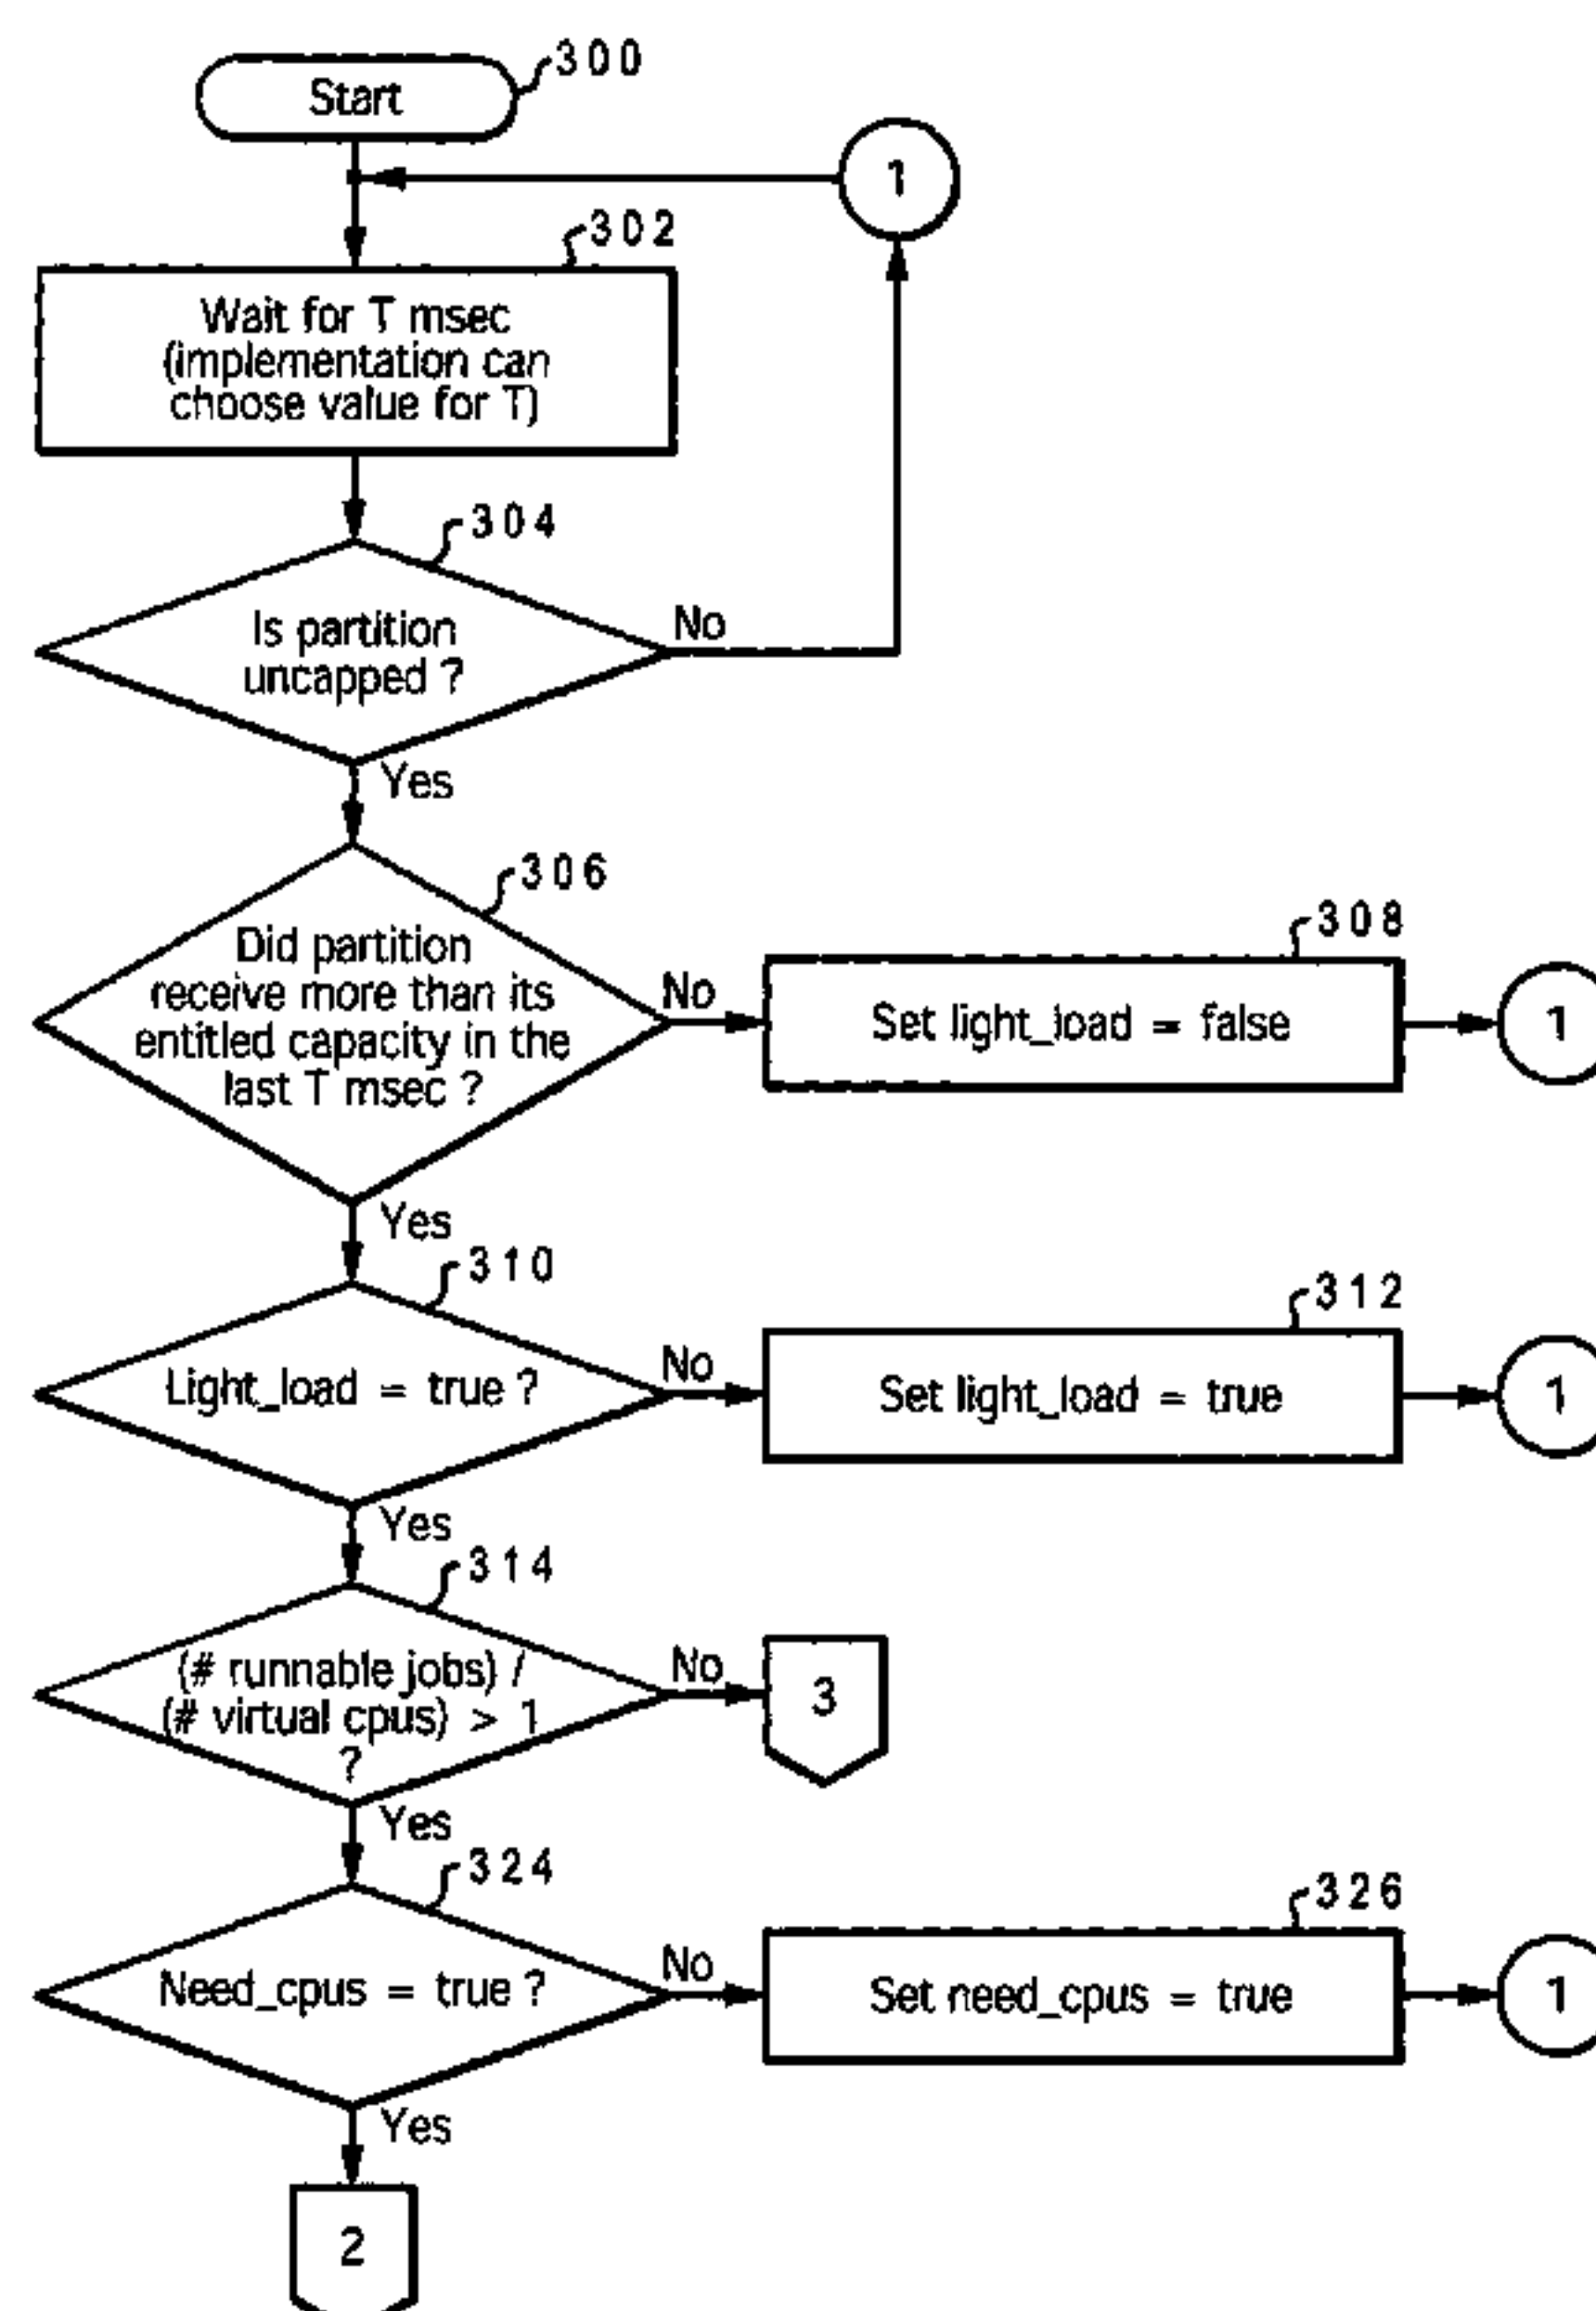 Start
300
1
302
Wait for T msec
(implementation can
choose value for T)
304
Is partition
uncapped ?
No
Yes
306
Did partition
receive more than its
entitled capacity in the
last T msec ?
No
308
Set light_load = false
1
Yes
310
Light_load = true ?
No
312
Set light_load = true
1
Yes
314
(# runnable jobs) /
(# virtual cpus) > 1
?
No
3
Yes
324
Need_cpus = true ?
No
326
Set need_cpus = true
1
Yes
2